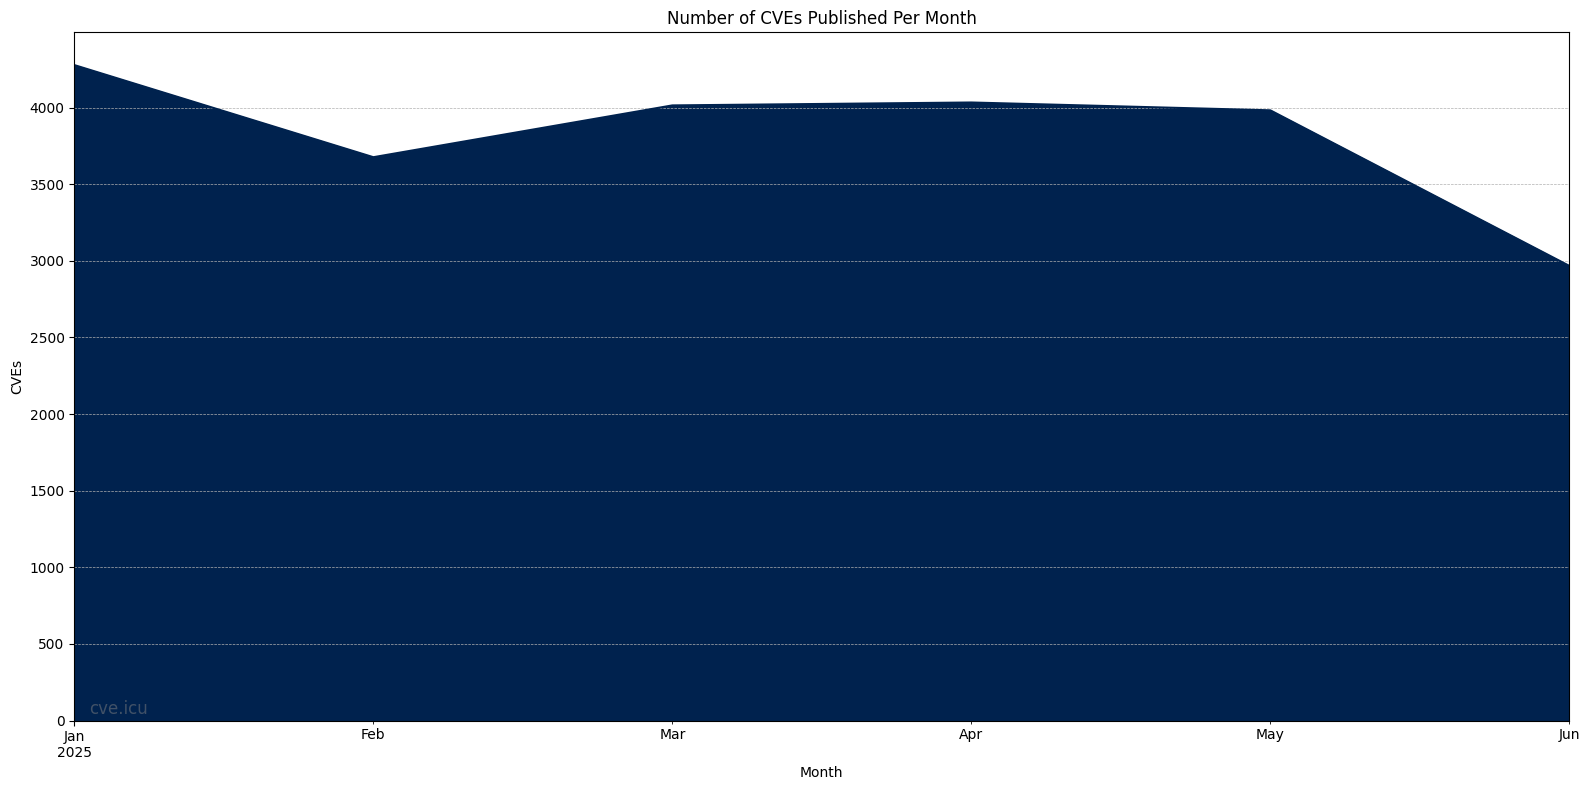 Number of CVEs Published Per Month
4000
3500
3000
2500
2000
1500
1000
500
0
CVEs
cve.icu
Jan
2025
Feb
Mar
Apr
May
Jun
Month